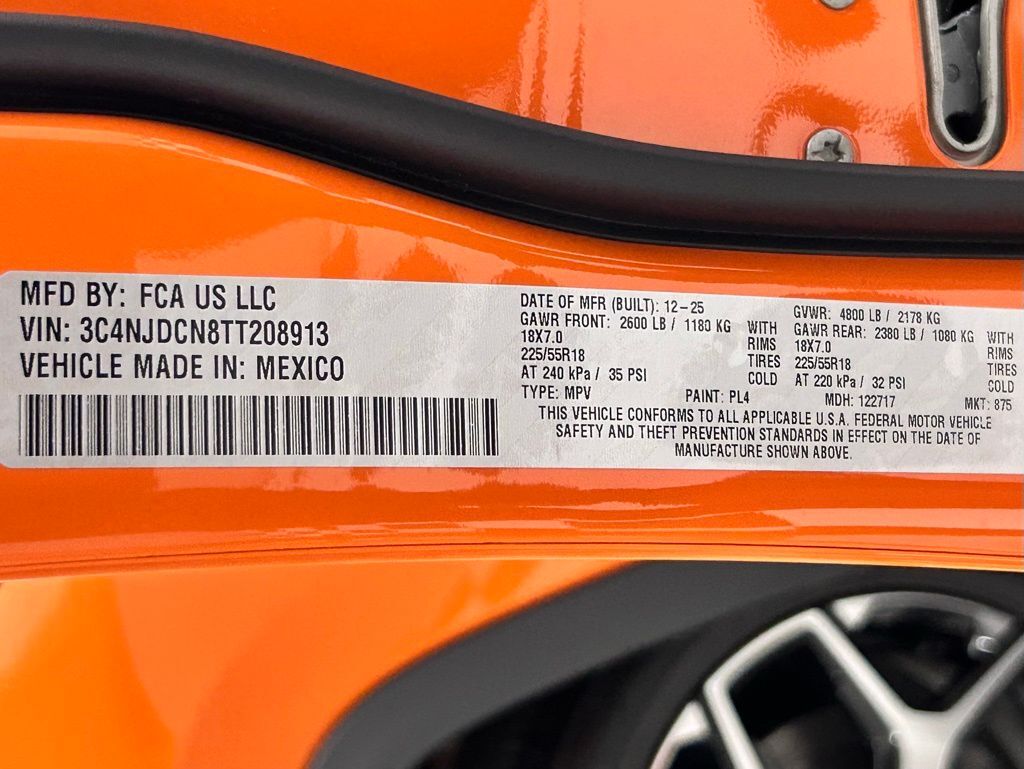 MFD BY: FCA US LLC
VIN: 3C4NJDCN8TT208913
VEHICLE MADE IN: MEXICO
DATE OF MFR (BUILT): 12-25
GAWR FRONT: 2600 LB / 1180 KG WITH
18X7.0 RIMS
225/55R18 TIRES
AT 240 kPa / 35 PSI COLD
TYPE: MPV PAINT: PL4
GVWR: 4800 LB / 2178 KG
GAWR REAR: 2380 LB / 1080 KG WITH
18X7.0 RIMS
225/55R18 TIRES
AT 220 kPa / 32 PSI COLD
MDH: 122717 MKT: 875
THIS VEHICLE CONFORMS TO ALL APPLICABLE U.S.A. FEDERAL MOTOR VEHICLE
SAFETY AND THEFT PREVENTION STANDARDS IN EFFECT ON THE DATE OF
MANUFACTURE SHOWN ABOVE.